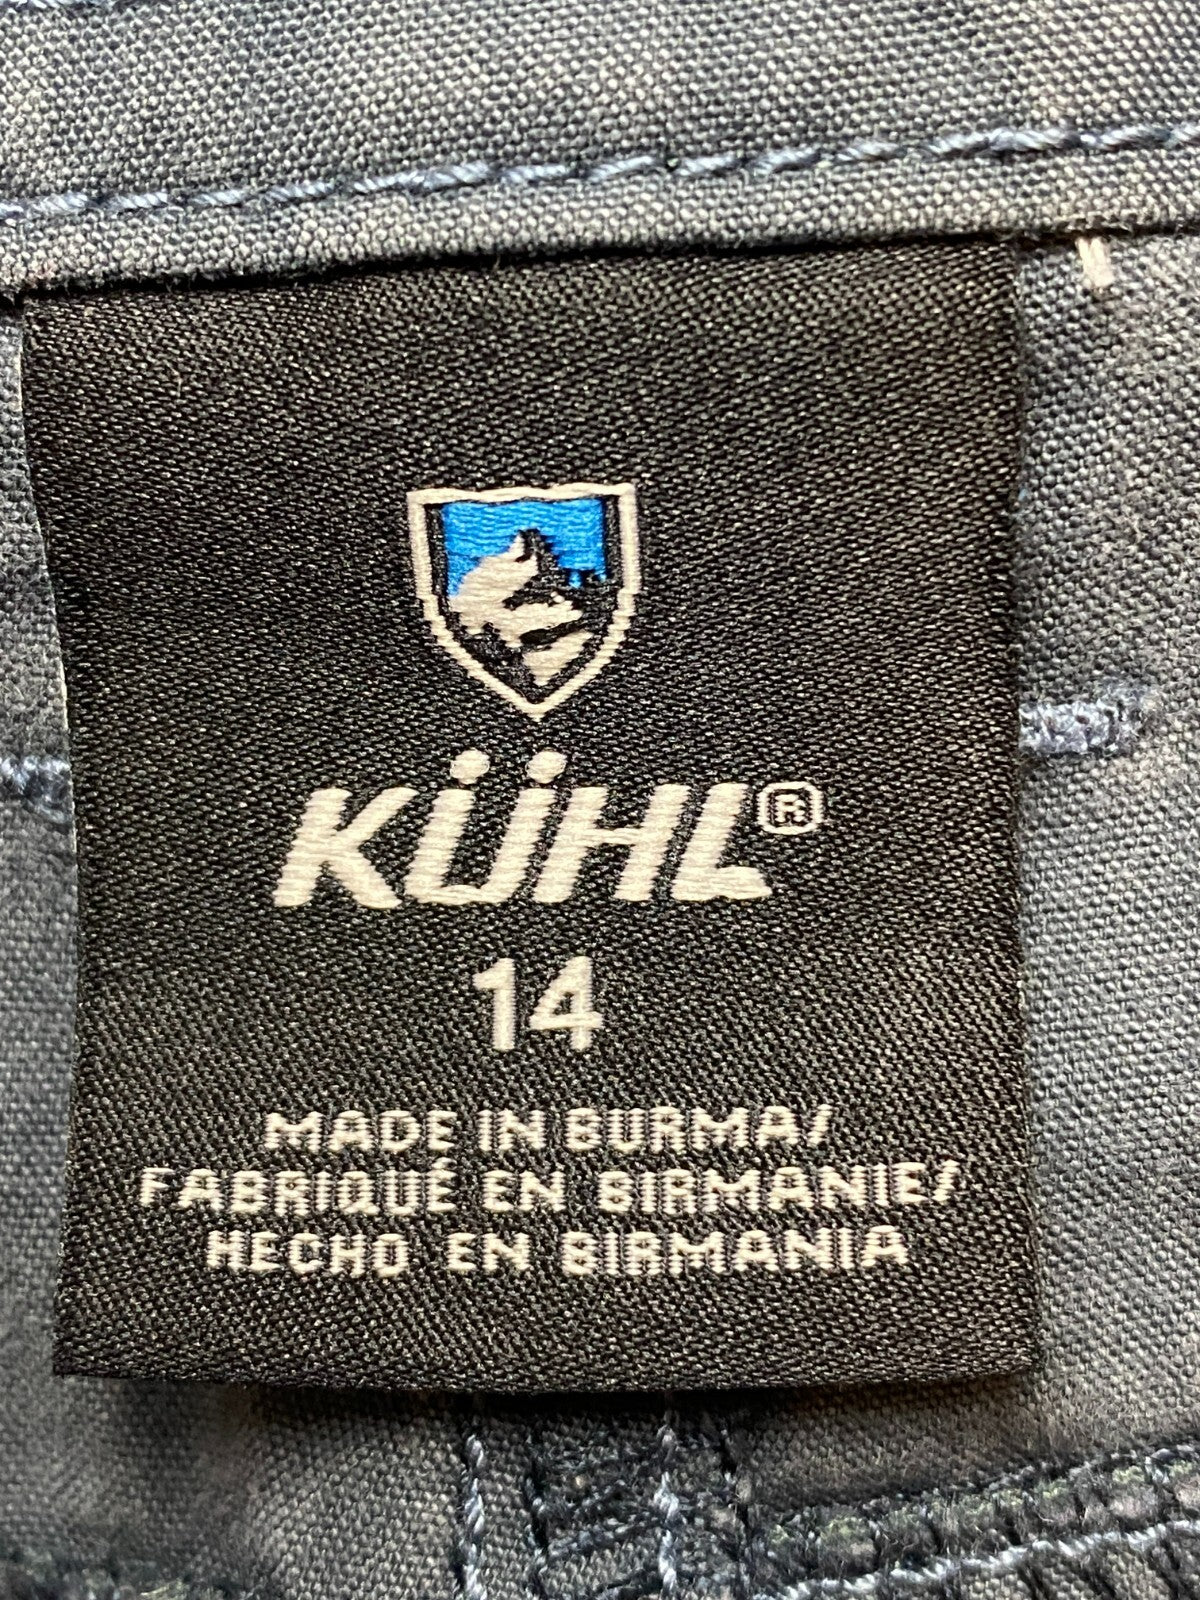 KÜHL®
14
MADE IN BURMA/
FABRIQUÉ EN BIRMANIE/
HECHO EN BIRMANIA